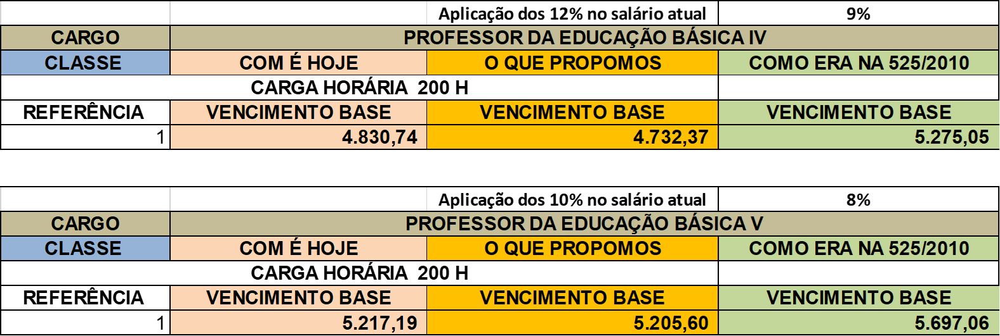 Aplicação dos 12% no salário atual 9%
CARGO PROFESSOR DA EDUCAÇÃO BÁSICA IV
CLASSE COM É HOJE O QUE PROPOMOS COMO ERA NA 525/2010
CARGA HORÁRIA 200 H
REFERÊNCIA VENCIMENTO BASE VENCIMENTO BASE VENCIMENTO BASE
1 4.830,74 4.732,37 5.275,05
Aplicação dos 10% no salário atual 8%
CARGO PROFESSOR DA EDUCAÇÃO BÁSICA V
CLASSE COM É HOJE O QUE PROPOMOS COMO ERA NA 525/2010
CARGA HORÁRIA 200 H
REFERÊNCIA VENCIMENTO BASE VENCIMENTO BASE VENCIMENTO BASE
1 5.217,19 5.205,60 5.697,06